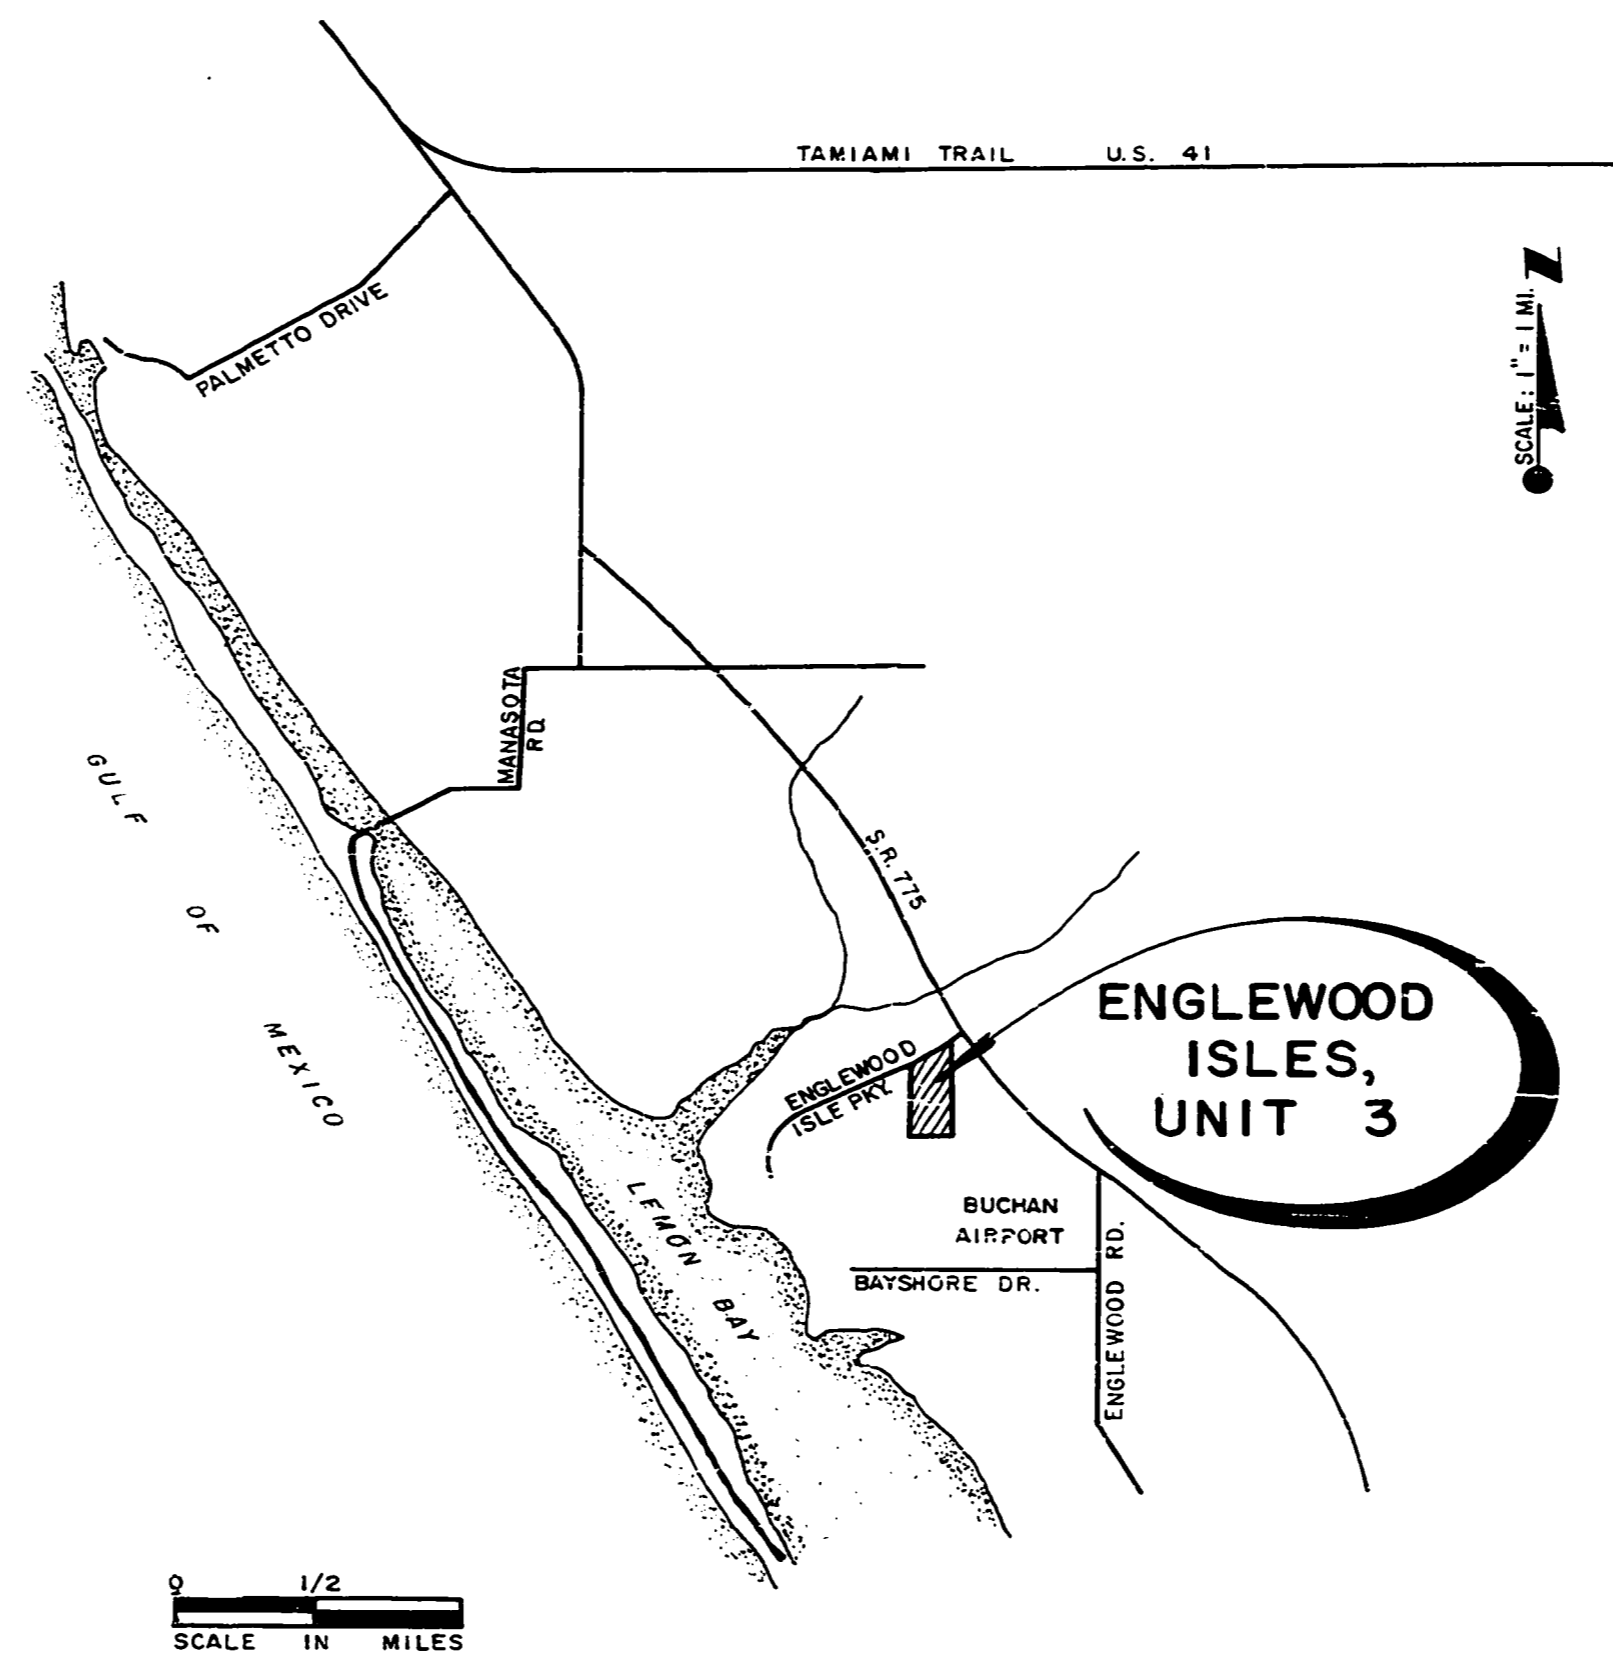 TAMIAMI TRAIL U.S. 41
PALMETTO DRIVE
N
SCALE: 1" = 1 MI.
MANASOTA
RD.
GULF
OF
MEXICO
S.R. 775
ENGLEWOOD
ISLES,
UNIT 3
ENGLEWOOD
ISLE PKY.
LEMON
BAY
BUCHAN
AIRPORT
BAYSHORE DR.
ENGLEWOOD RD.
0 1/2
SCALE IN MILES